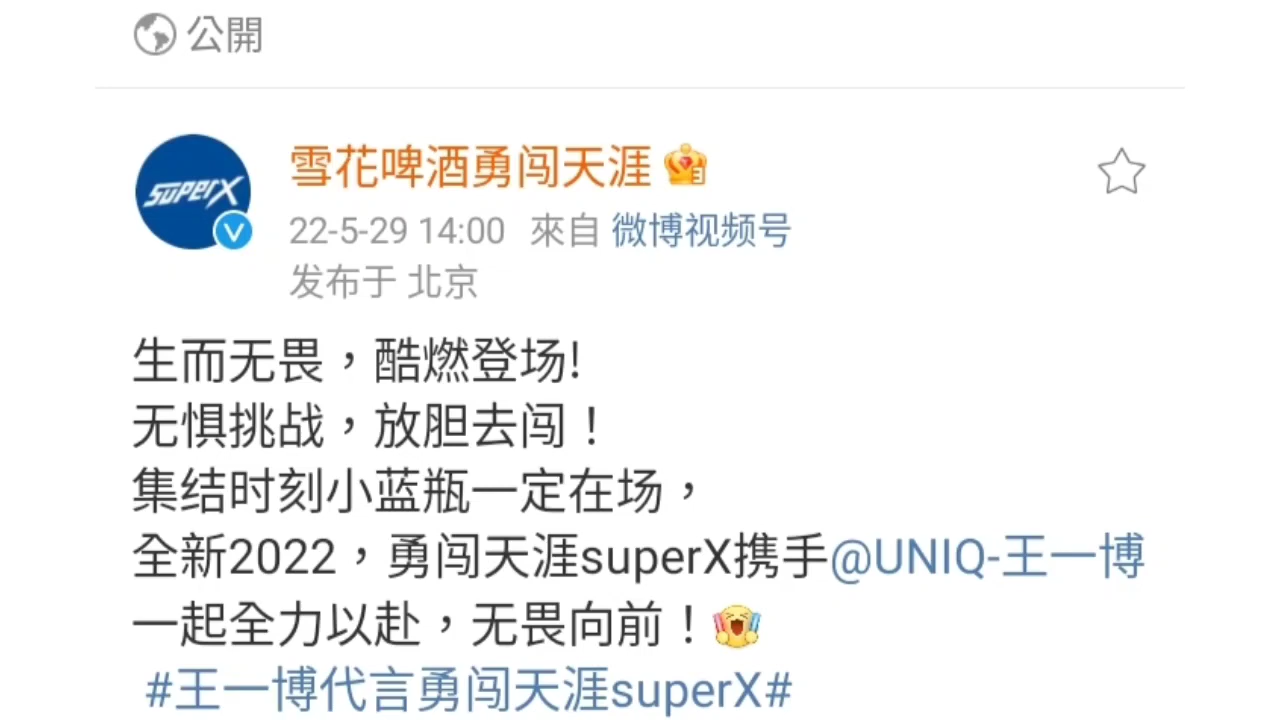 公開
SUPERX
雪花啤酒勇闯天涯
22-5-29 14:00 來自 微博视频号
发布于 北京
生而无畏，酷燃登场!
无惧挑战，放胆去闯！
集结时刻小蓝瓶一定在场，
全新2022，勇闯天涯superX携手@UNIQ-王一博
一起全力以赴，无畏向前！
#王一博代言勇闯天涯superX#